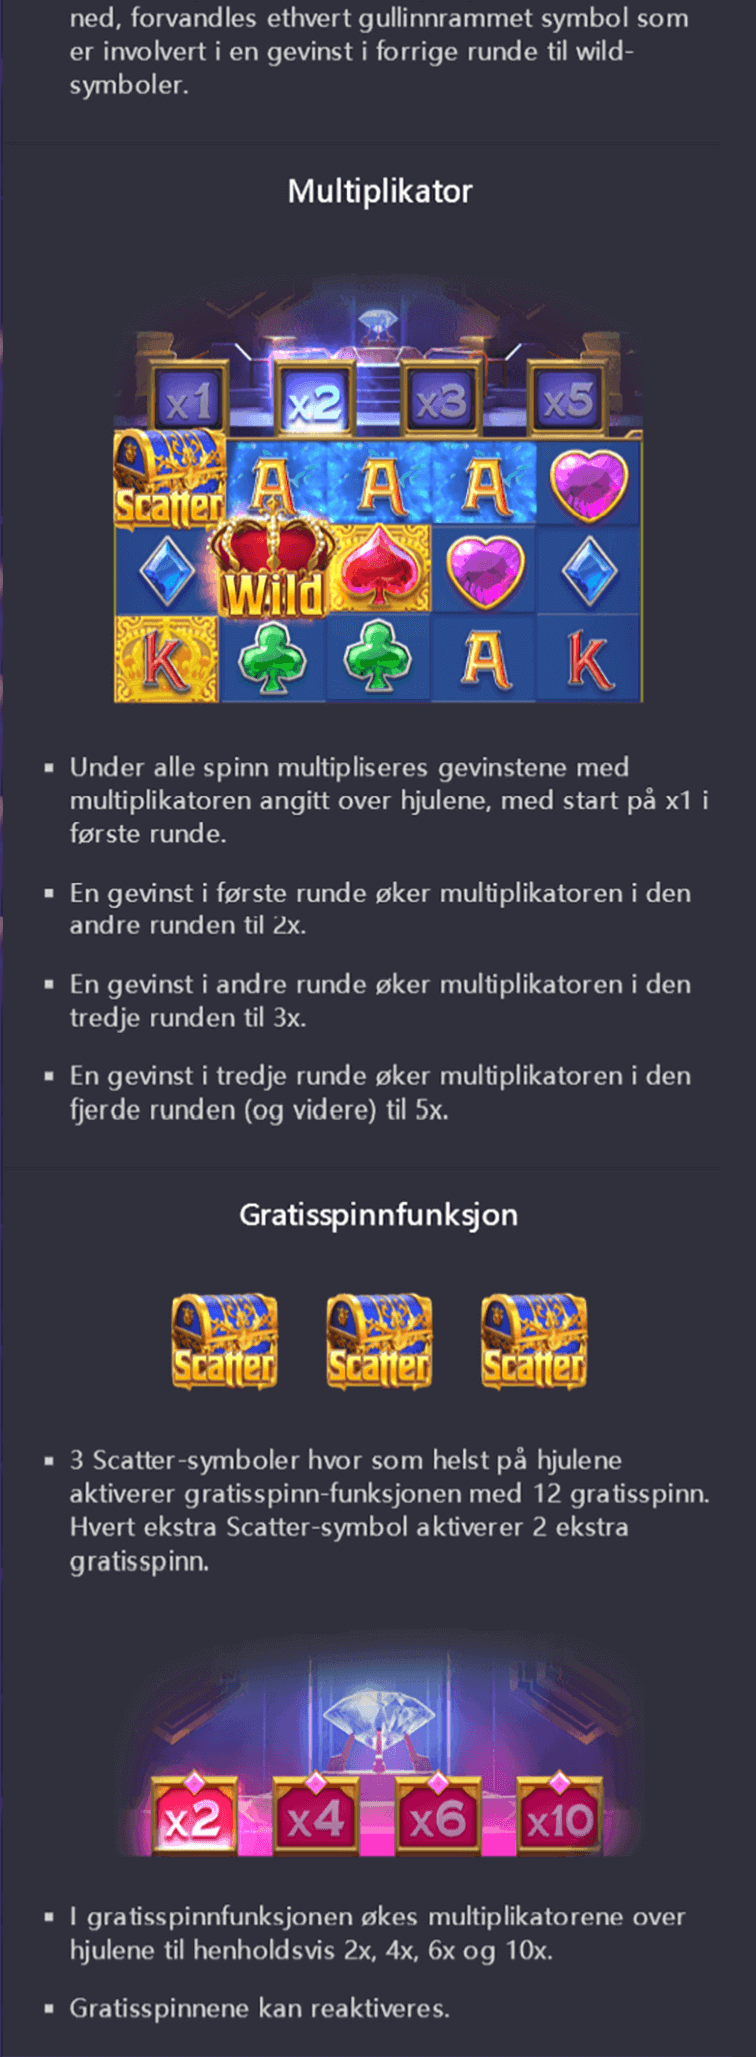 ned, forvandles ethvert gullinnrammet symbol som
er involvert i en gevinst i forrige runde til wild-
symboler.
Multiplikator
x1 x2 x3 x5
Scatter A A A
Wild
K A K
▪ Under alle spinn multipliseres gevinstene med
multiplikatoren angitt over hjulene, med start på x1 i
første runde.
▪ En gevinst i første runde øker multiplikatoren i den
andre runden til 2x.
▪ En gevinst i andre runde øker multiplikatoren i den
tredje runden til 3x.
▪ En gevinst i tredje runde øker multiplikatoren i den
fjerde runden (og videre) til 5x.
Gratisspinnfunksjon
Scatter Scatter Scatter
▪ 3 Scatter-symboler hvor som helst på hjulene
aktiverer gratisspinn-funksjonen med 12 gratisspinn.
Hvert ekstra Scatter-symbol aktiverer 2 ekstra
gratisspinn.
x2 x4 x6 x10
▪ I gratisspinnfunksjonen økes multiplikatorene over
hjulene til henholdsvis 2x, 4x, 6x og 10x.
▪ Gratisspinnene kan reaktiveres.